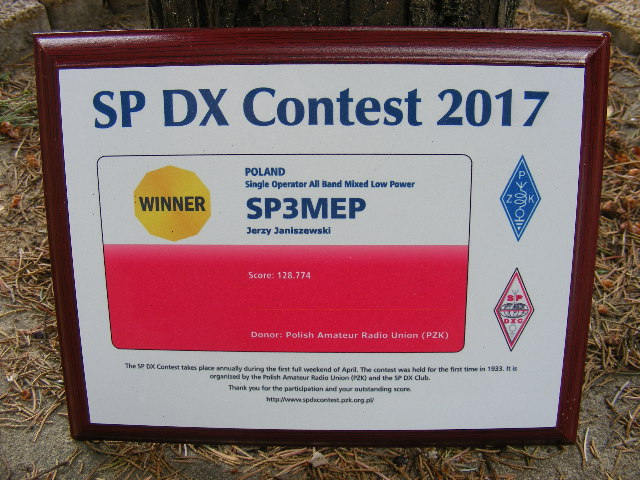 SP DX Contest 2017
POLAND
Single Operator All Band Mixed Low Power
WINNER
SP3MEP
Jerzy Janiszewski
P
Z K
Score: 128.774
SP
DXC
Donor: Polish Amateur Radio Union (PZK)
The SP DX Contest takes place annually during the first full weekend of April. The contest was held for the first time in 1933. It is
organized by the Polish Amateur Radio Union (PZK) and the SP DX Club.
Thank you for the participation and your outstanding score.
http://www.spdxcontest.pzk.org.pl/